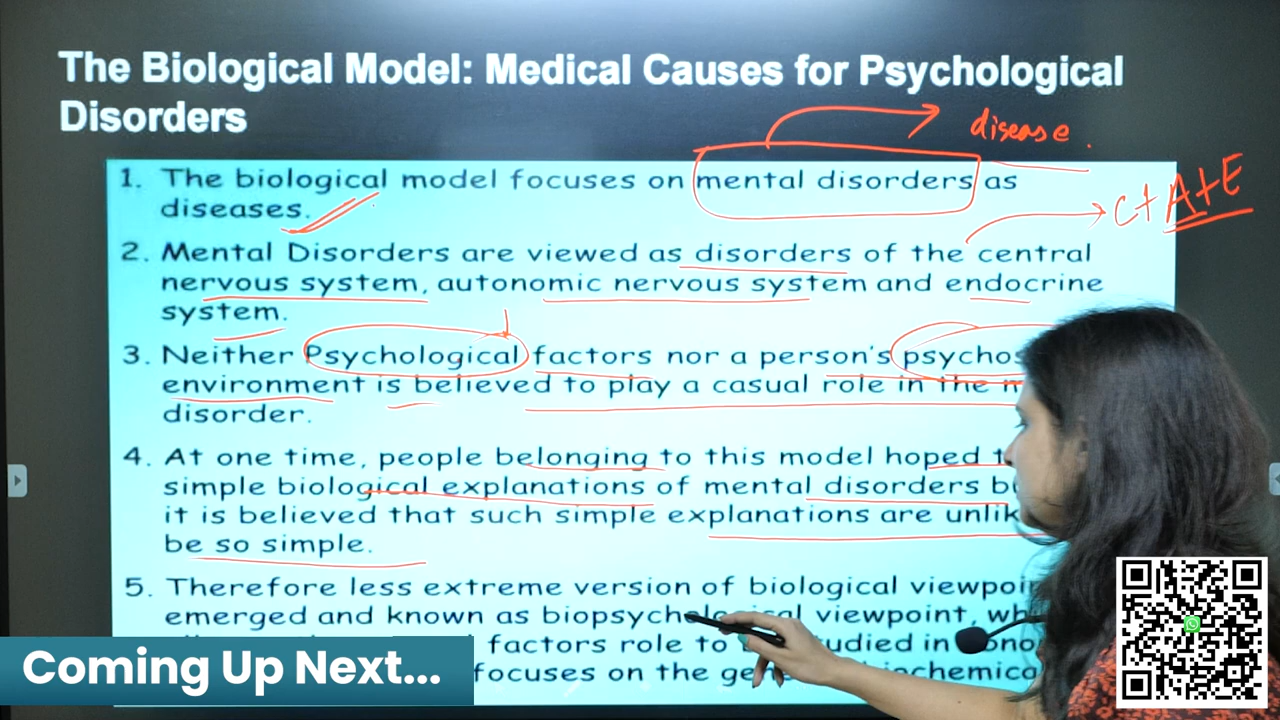 The Biological Model: Medical Causes for Psychological
Disorders
disease.
1. The biological model focuses on mental disorders as
diseases.
C+A+E
2. Mental Disorders are viewed as disorders of the central
nervous system, autonomic nervous system and endocrine
system.
3. Neither Psychological factors nor a person's
environment is believed to play a casual role in the
disorder.
4. At one time, people belonging to this model hoped
simple biological explanations of mental disorders
it is believed that such simple explanations are
be so simple.
5. Therefore less extreme version of biological
emerged and known as biopsychological viewpoint,
factors role to
focuses on the
Coming Up Next...